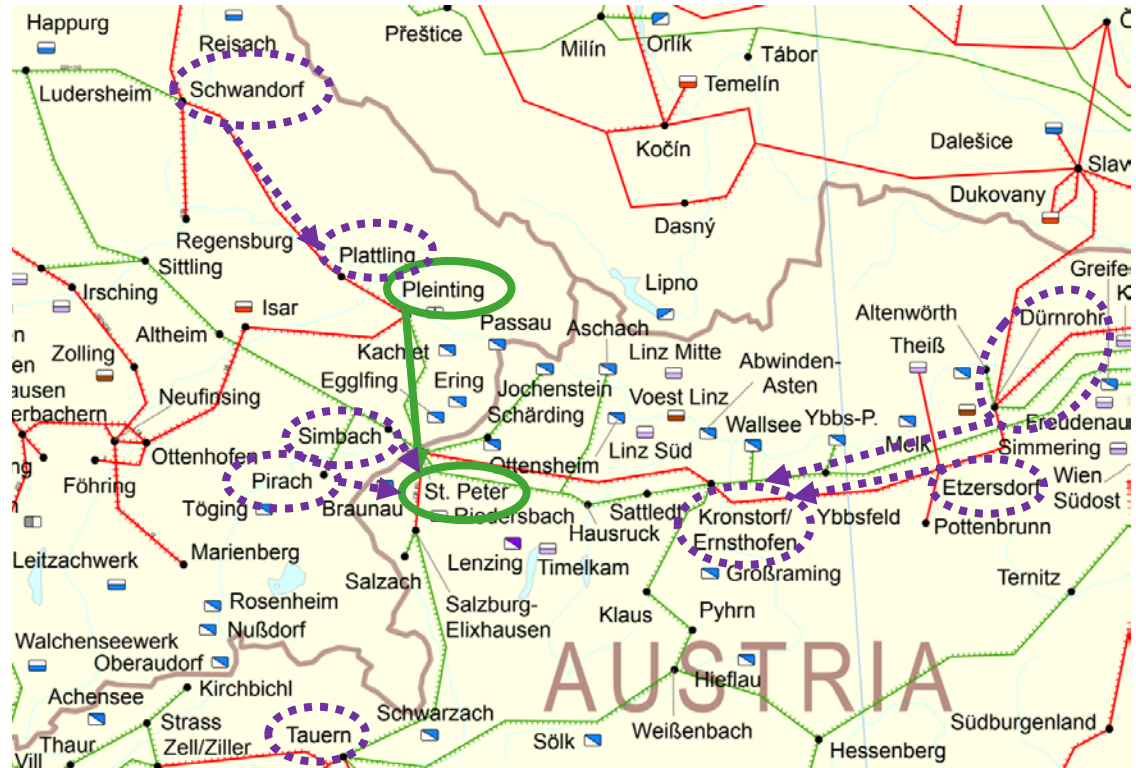 Happurg
Reisach
Přeštice
Milín
Orlík
Tábor
Ludersheim
Schwandorf
Temelín
Kočín
Dalešice
Slav
Dukovany
Dasný
Regensburg
Sittling
Plattling
Pleinting
Lipno
Greife-
Irsching
Isar
Altheim
Passau
Aschach
Altenwörth
Dürnrohr
K
en
Zolling
Kachlet
Linz Mitte
Abwinden-
Asten
Theiß
Egglfing
Ering
Jochenstein
ausen
erbachern
Neufinsing
Schärding
Voest Linz
Wallsee
Ybbs-P.
Melk
Freudenau
Simbach
Linz Süd
Simmering
Ottenhofen
Ottensheim
Wien
Südost
Föhring
Pirach
St. Peter
Etzersdorf
Töging
Braunau
Riedersbach
Sattledt
Kronstorf/
Ernsthofen
Ybbsfeld
Pottenbrunn
Hausruck
Leitzachwerk
Marienberg
Lenzing
Timelkam
Großraming
Ternitz
Salzach
Rosenheim
Salzburg-
Elixhausen
Klaus
Pyhrn
Nußdorf
Walchenseewerk
Oberaudorf
AUSTRIA
Hieflau
Achensee
Kirchbichl
Schwarzach
Weißenbach
Strass
Zell/Ziller
Tauern
Sölk
Südburgenland
Thaur
Vill
Hessenberg